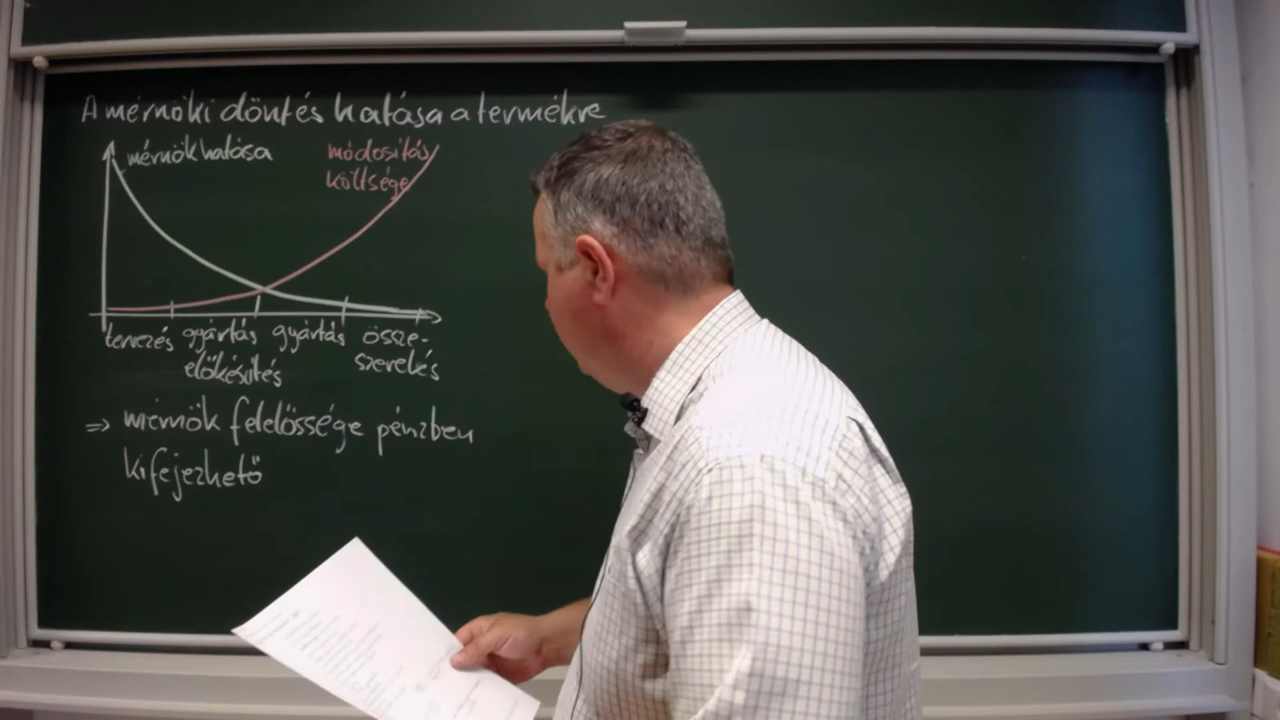 A mérnöki döntés hatása a termékre
mérnök hatása
módosítás
költsége
tervezés gyártás gyártás össze-
előkészítés szerelés
⇒ mérnök felelőssége pénzben
kifejezhető